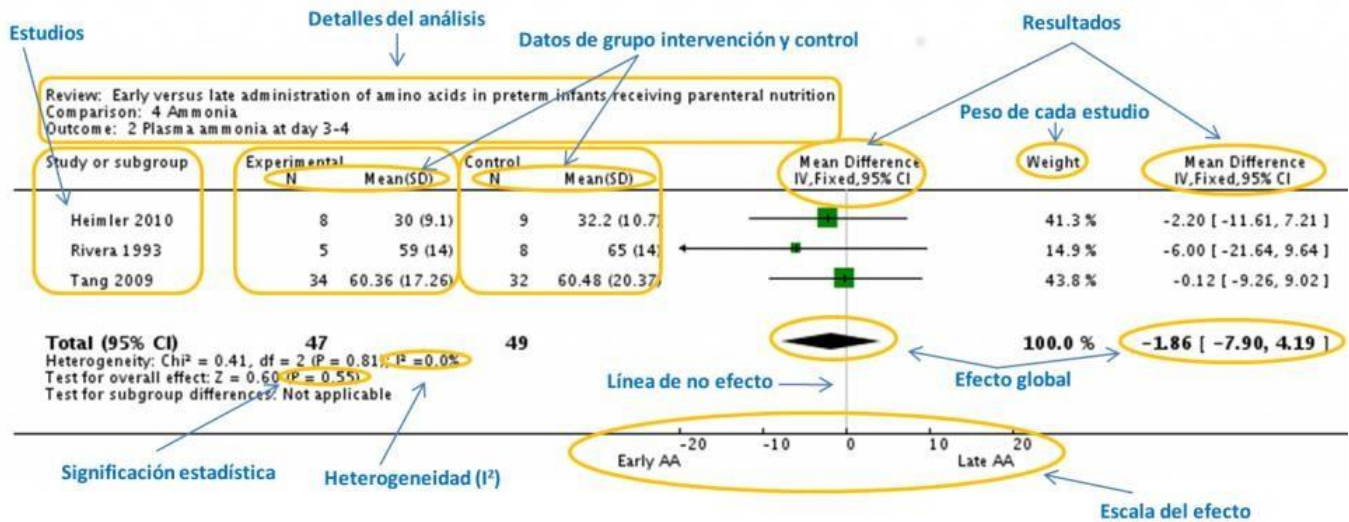 Detalles del análisis
Resultados
Estudios
Datos de grupo intervención y control
Review: Early versus late administration of amino acids in preterm infants receiving parenteral nutrition
Comparison: 4 Ammonia
Outcome: 2 Plasma ammonia at day 3-4
Peso de cada estudio
Study or subgroup Experimental Control Mean Difference Weight Mean Difference
N Mean(SD) N Mean(SD) IV,Fixed,95% CI IV,Fixed,95% CI
Heimler 2010 8 30 (9.1) 9 32.2 (10.7) 41.3 % -2.20 [ -11.61, 7.21 ]
Rivera 1993 5 59 (14) 8 65 (14) 14.9 % -6.00 [ -21.64, 9.64 ]
Tang 2009 34 60.36 (17.26) 32 60.48 (20.37) 43.8 % -0.12 [ -9.26, 9.02 ]
Total (95% CI) 47 49 100.0 % -1.86 [ -7.90, 4.19 ]
Heterogeneity: Chi² = 0.41, df = 2 (P = 0.81); I² =0.0%
Test for overall effect: Z = 0.60 (P = 0.55)
Test for subgroup differences: Not applicable
Línea de no efecto
Efecto global
-20 -10 0 10 20
Early AA Late AA
Significación estadística
Heterogeneidad (I²)
Escala del efecto